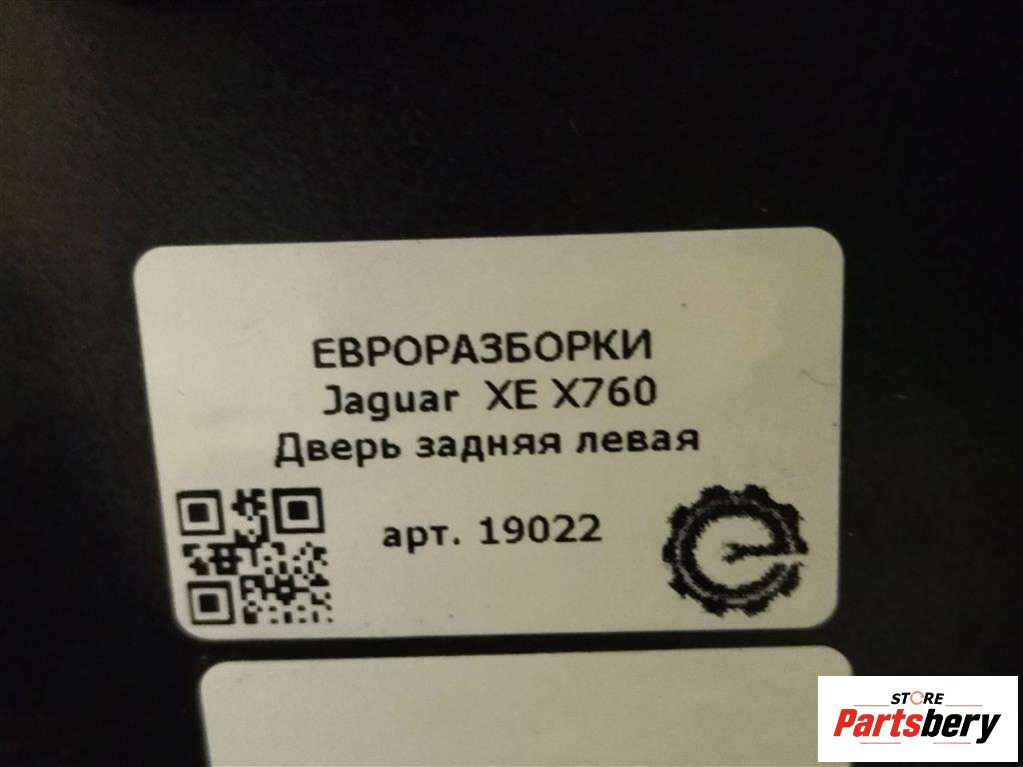 ЕВРОРАЗБОРКИ
Jaguar XE X760
Дверь задняя левая
арт. 19022
STORE
Partsbery